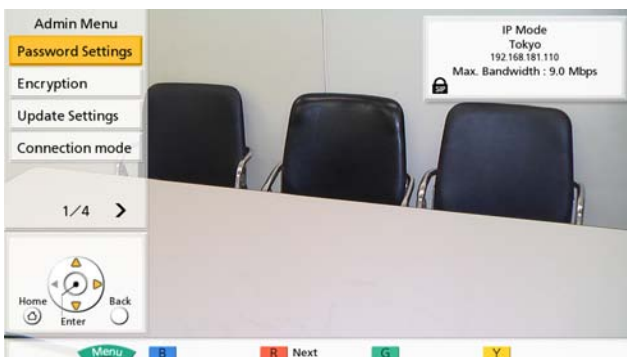 Admin Menu
Password Settings
Encryption
Update Settings
Connection mode
1/4
Home
Enter
Back
IP Mode
Tokyo
192.168.181.110
Max. Bandwidth : 9.0 Mbps
SIP
Menu
B
R Next
G
Y